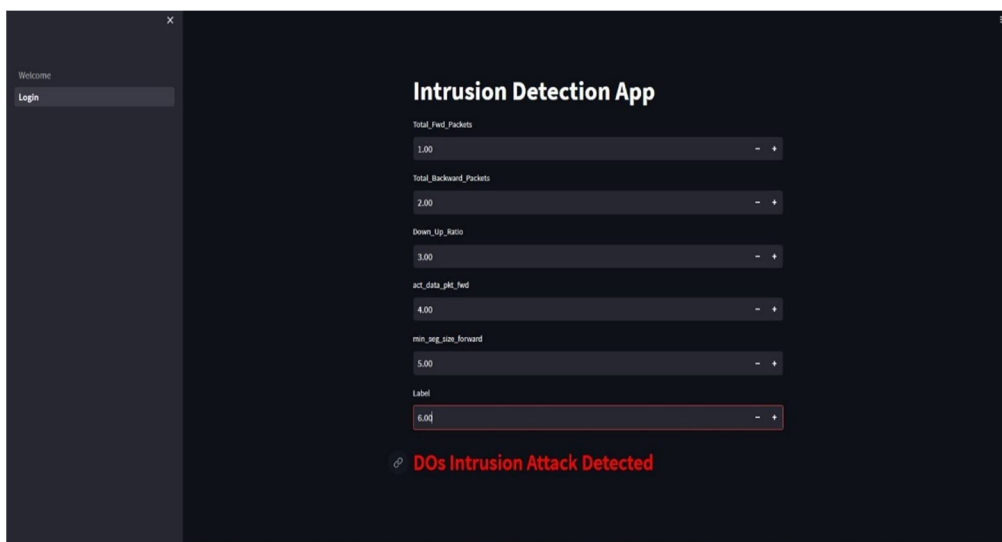 Welcome
Login
Intrusion Detection App
Total_Fwd_Packets
1.00
Total_Backward_Packets
2.00
Down_Up_Ratio
3.00
act_data_pkt_fwd
4.00
min_seg_size_forward
5.00
Label
6.00
DOs Intrusion Attack Detected